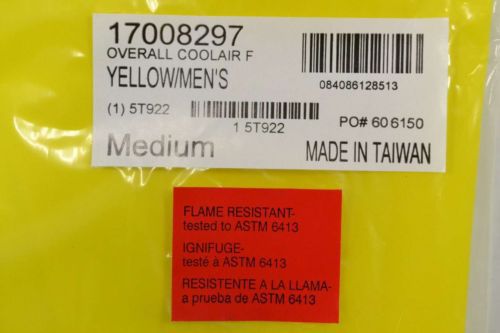 17008297
OVERALL COOLAIR F
YELLOW/MEN'S
084086128513
(1) 5T922
1 5T922
PO# 606150
Medium
MADE IN TAIWAN
FLAME RESISTANT-
tested to ASTM 6413
IGNIFUGE-
testé à ASTM 6413
RESISTENTE A LA LLAMA-
a prueba de ASTM 6413